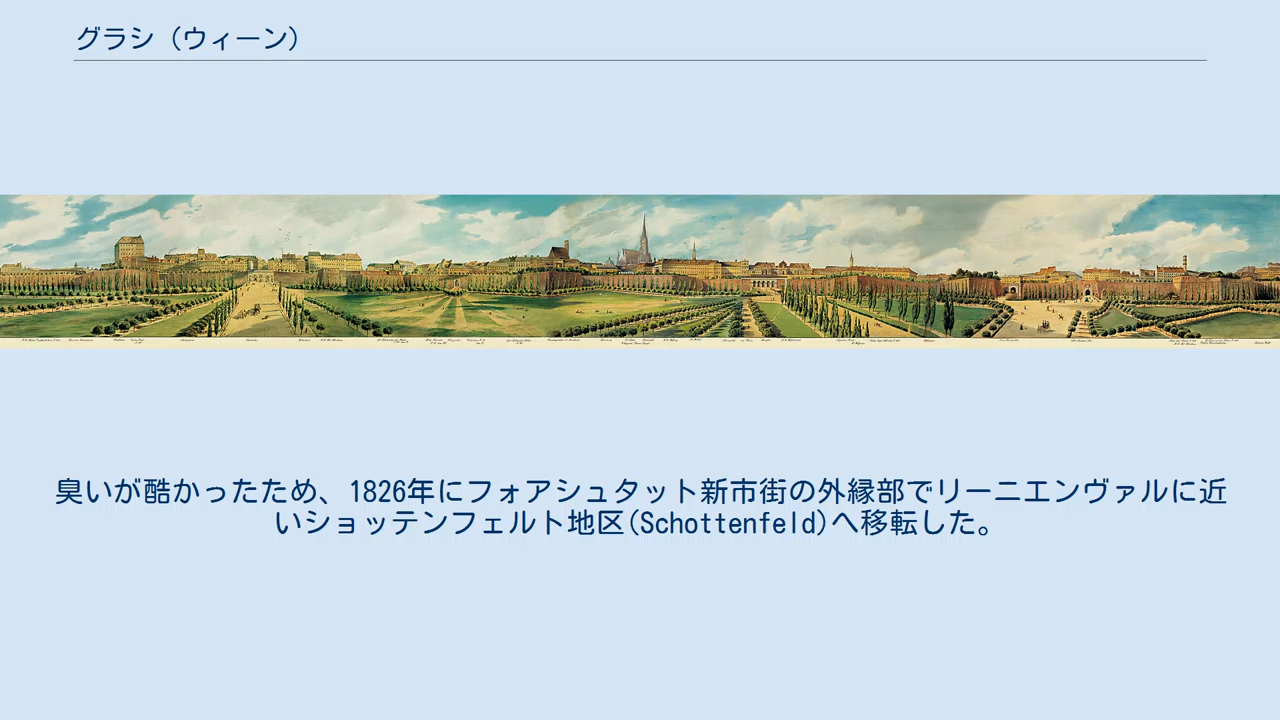 グラシ（ウィーン）
臭いが酷かったため、1826年にフォアシュタット新市街の外縁部でリーニエンヴァルに近
いショッテンフェルト地区(Schottenfeld)へ移転した。